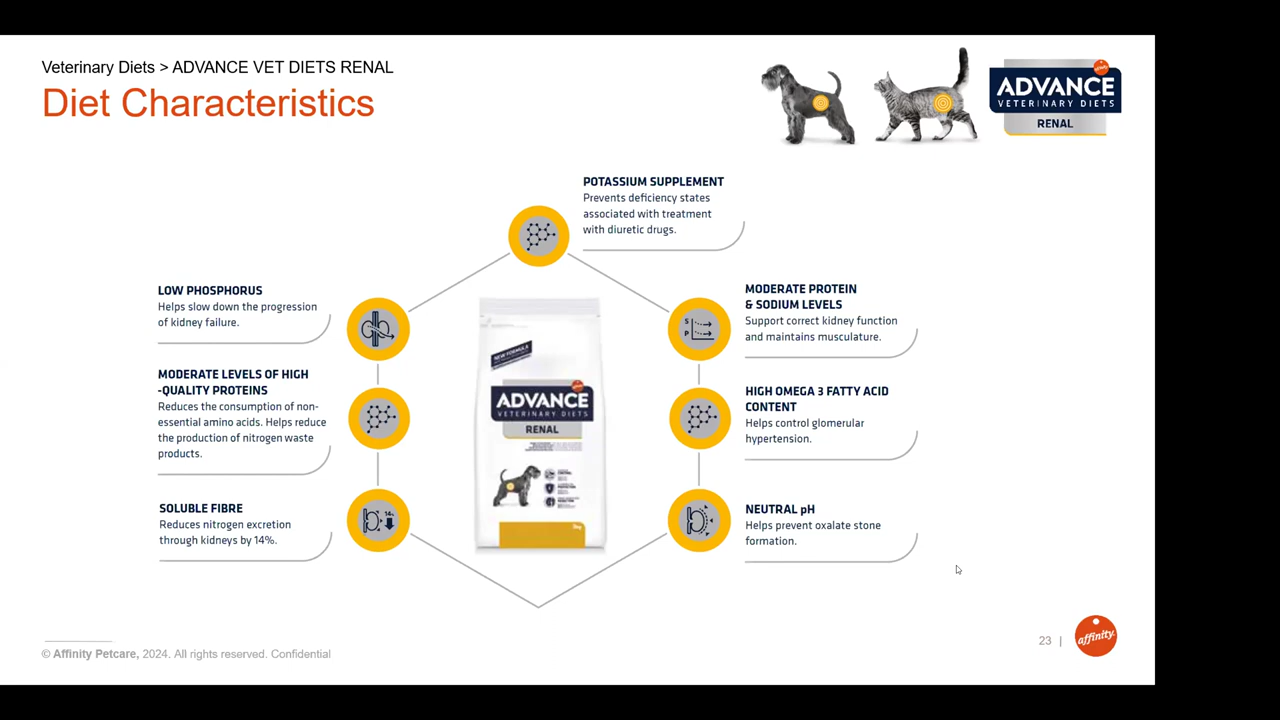 Veterinary Diets > ADVANCE VET DIETS RENAL
Diet Characteristics
affinity
ADVANCE
VETERINARY DIETS
RENAL
POTASSIUM SUPPLEMENT
Prevents deficiency states
associated with treatment
with diuretic drugs.
LOW PHOSPHORUS
Helps slow down the progression
of kidney failure.
MODERATE LEVELS OF HIGH
-QUALITY PROTEINS
Reduces the consumption of non-
essential amino acids. Helps reduce
the production of nitrogen waste
products.
SOLUBLE FIBRE
Reduces nitrogen excretion
through kidneys by 14%.
14%
NEW FORMULA
ADVANCE
VETERINARY DIETS
RENAL
MODERATE PROTEIN
& SODIUM LEVELS
Support correct kidney function
and maintains musculature.
S
P
HIGH OMEGA 3 FATTY ACID
CONTENT
Helps control glomerular
hypertension.
NEUTRAL pH
Helps prevent oxalate stone
formation.
© Affinity Petcare, 2024. All rights reserved. Confidential
23 |
affinity